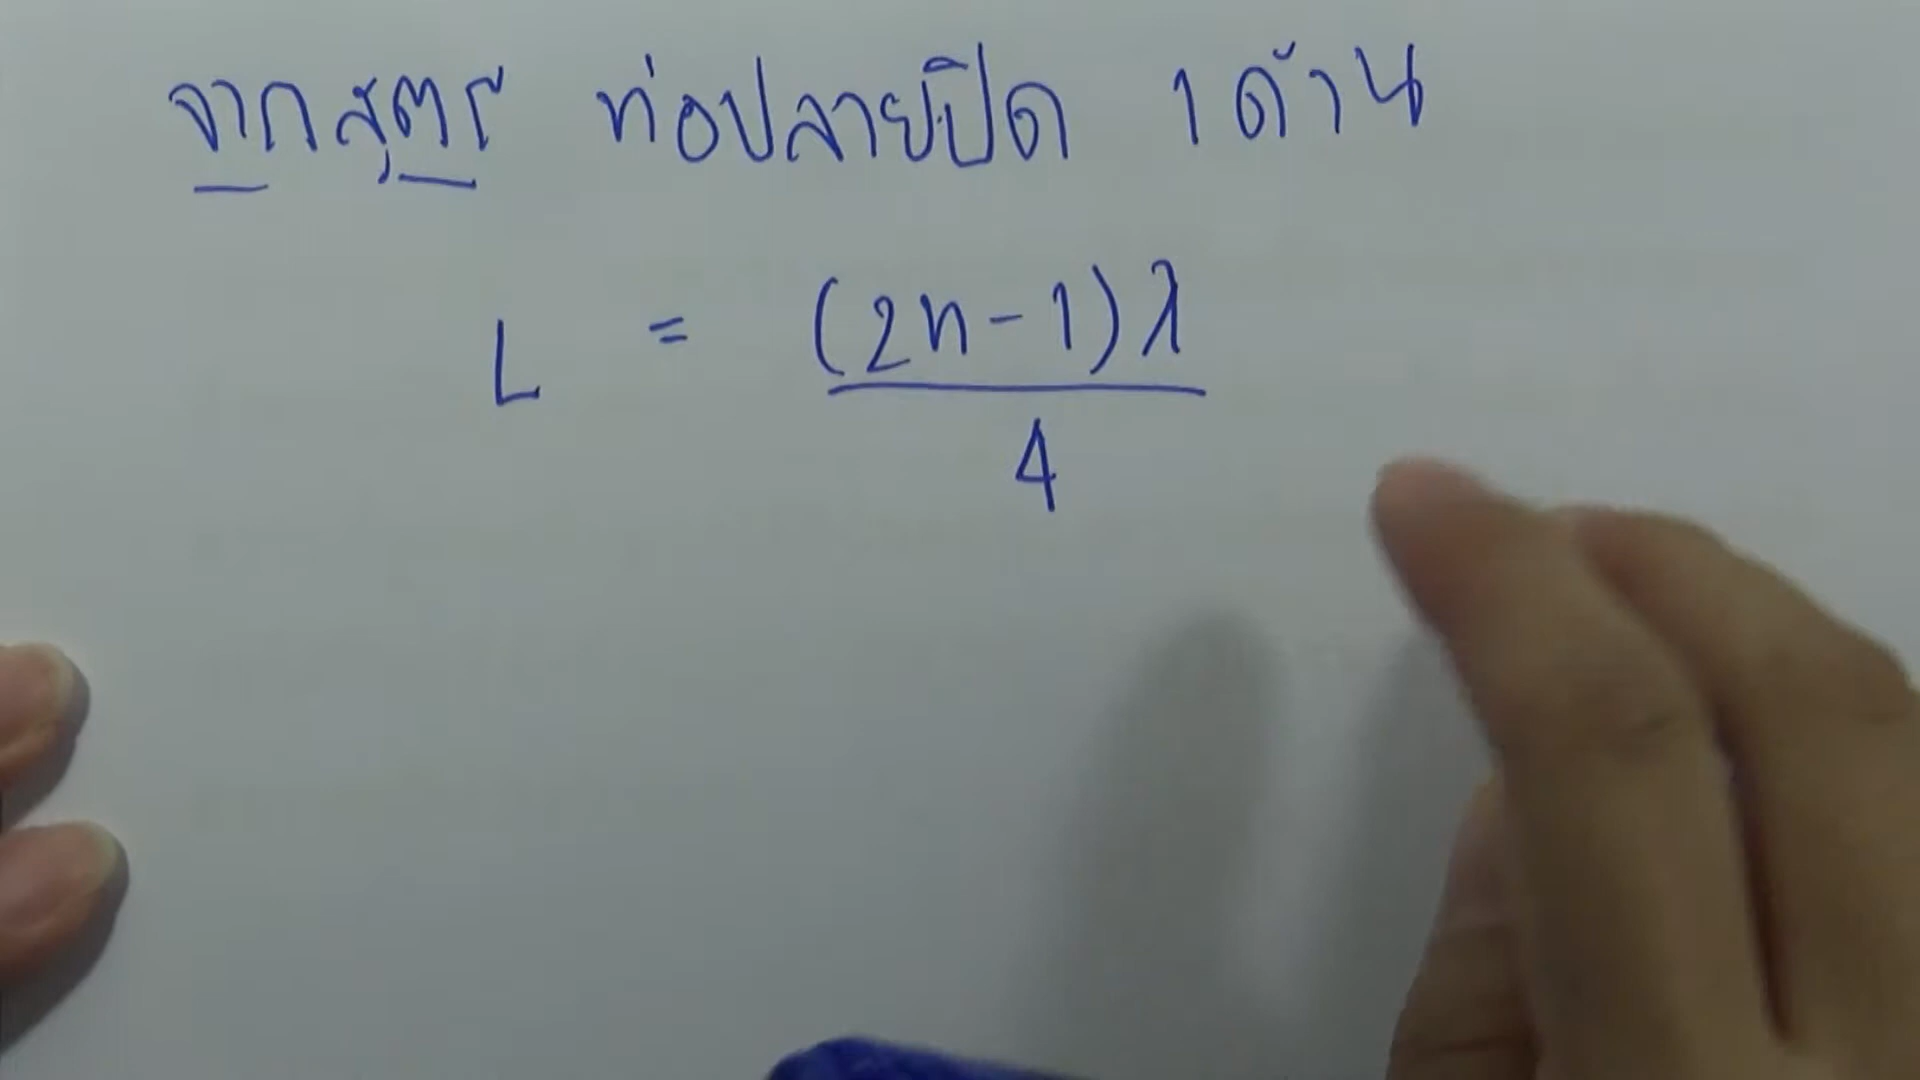 จากสูตร ท่อปลายปิด 1 ด้าน
L = (2n-1)λ
4